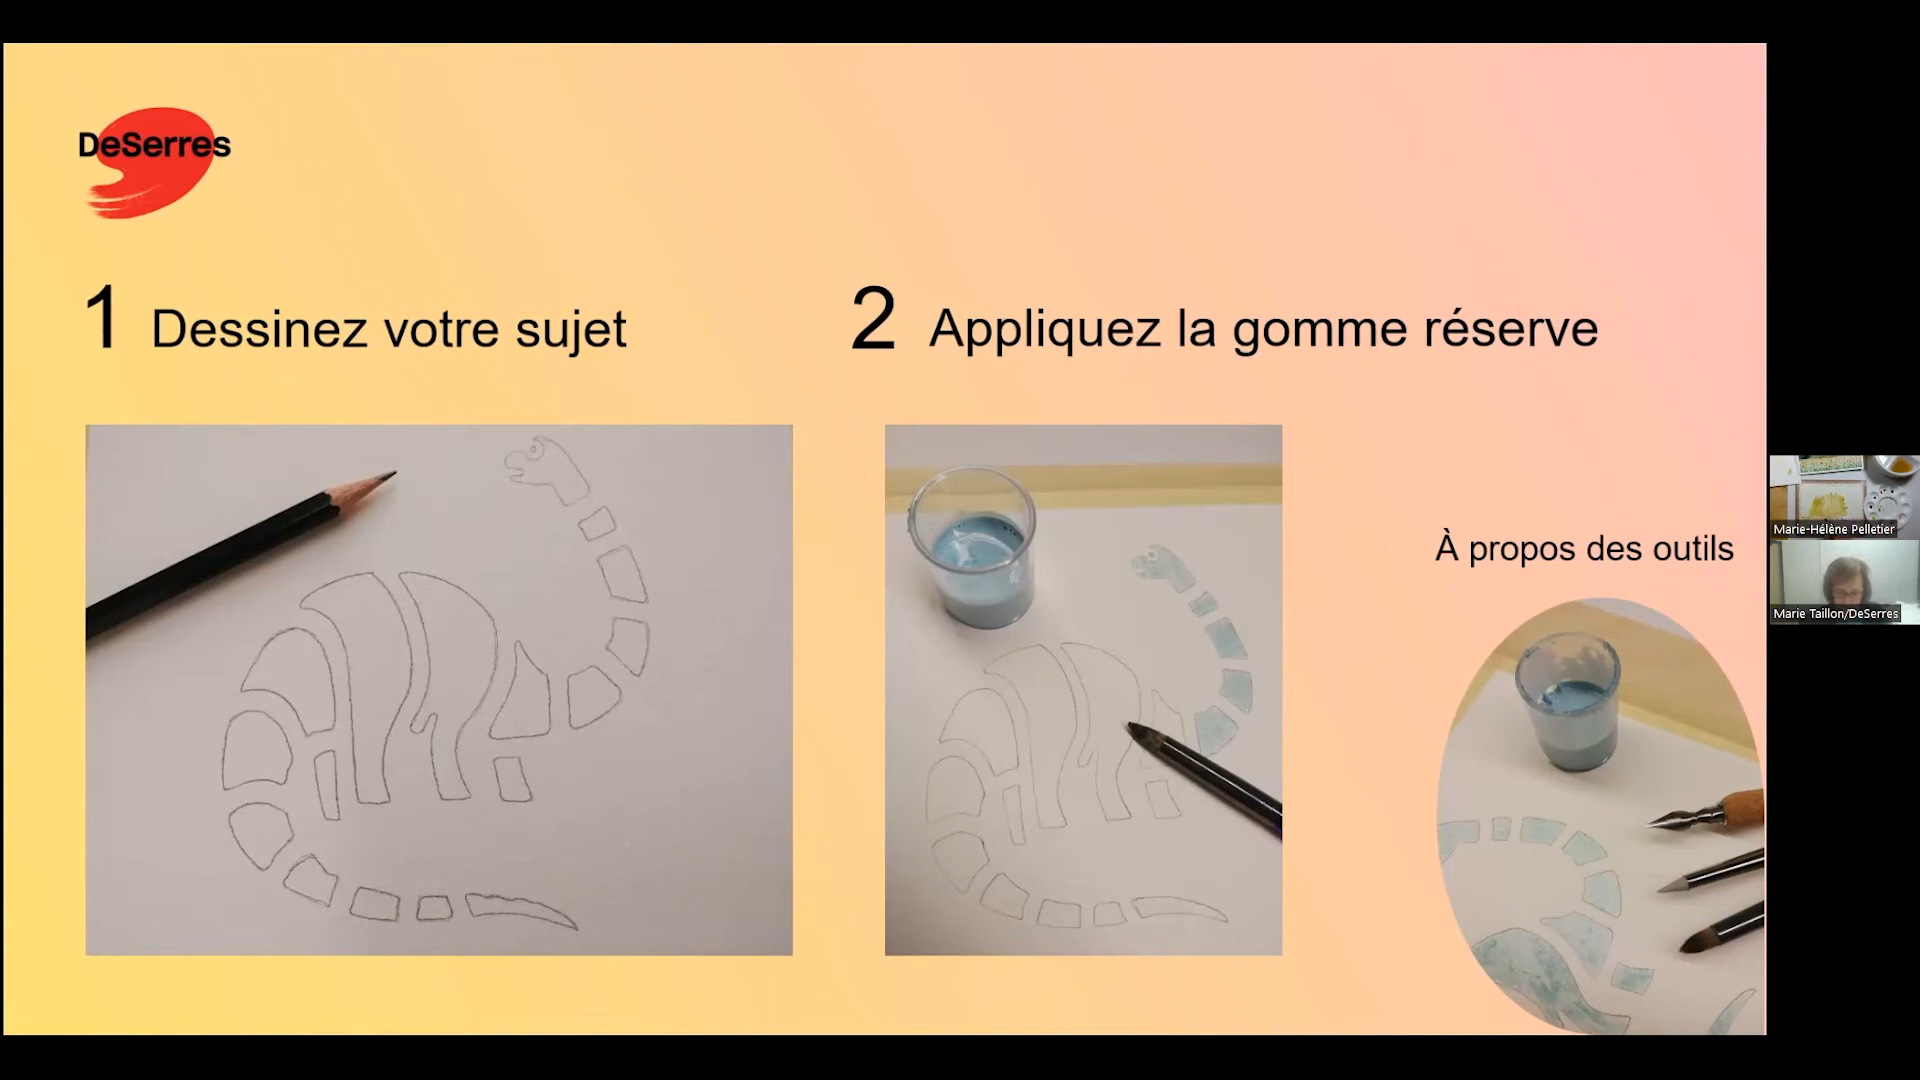 DeSerres
1 Dessinez votre sujet
2 Appliquez la gomme réserve
À propos des outils
Marie-Hélène Pelletier
Marie Taillon/DeSerres